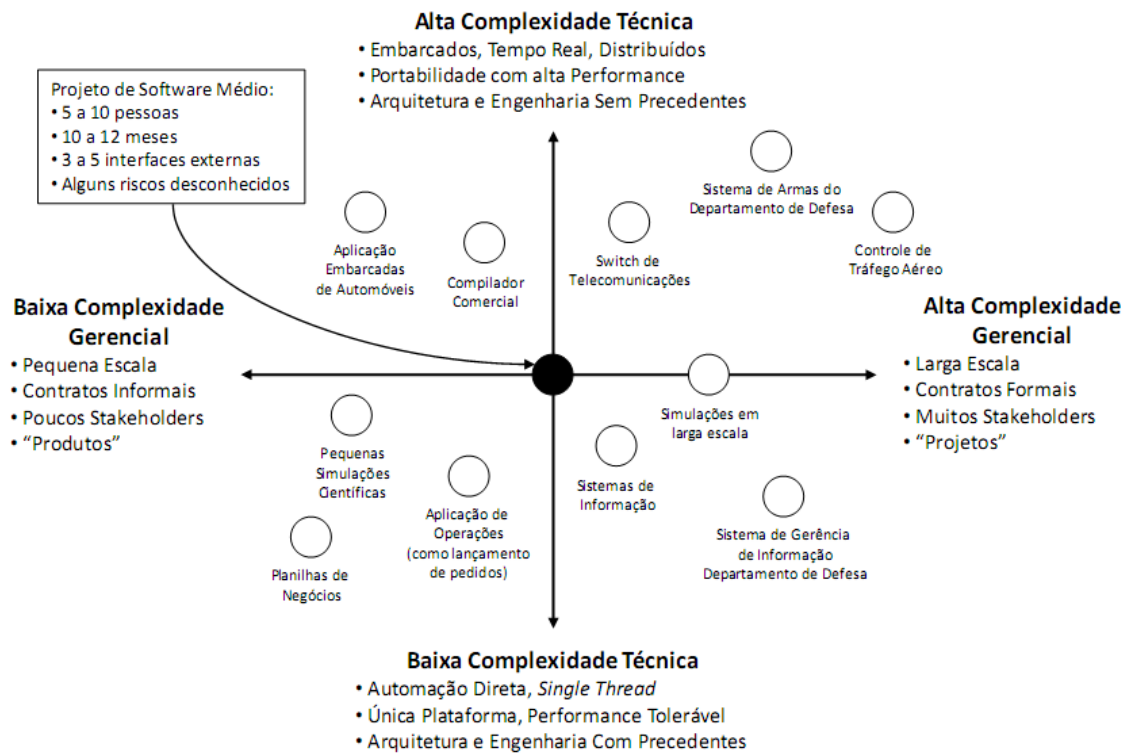 Alta Complexidade Técnica
• Embarcados, Tempo Real, Distribuídos
• Portabilidade com alta Performance
• Arquitetura e Engenharia Sem Precedentes
Projeto de Software Médio:
• 5 a 10 pessoas
• 10 a 12 meses
• 3 a 5 interfaces externas
• Alguns riscos desconhecidos
Sistema de Armas do
Departamento de Defesa
Aplicação
Embarcadas
de Automóveis
Compilador
Comercial
Switch de
Telecomunicações
Controle de
Tráfego Aéreo
Baixa Complexidade
Gerencial
• Pequena Escala
• Contratos Informais
• Poucos Stakeholders
• “Produtos”
Alta Complexidade
Gerencial
• Larga Escala
• Contratos Formais
• Muitos Stakeholders
• “Projetos”
Simulações em
larga escala
Pequenas
Simulações
Científicas
Aplicação de
Operações
(como lançamento
de pedidos)
Sistemas de
Informação
Sistema de Gerência
de Informação
Departamento de Defesa
Planilhas de
Negócios
Baixa Complexidade Técnica
• Automação Direta, Single Thread
• Única Plataforma, Performance Tolerável
• Arquitetura e Engenharia Com Precedentes